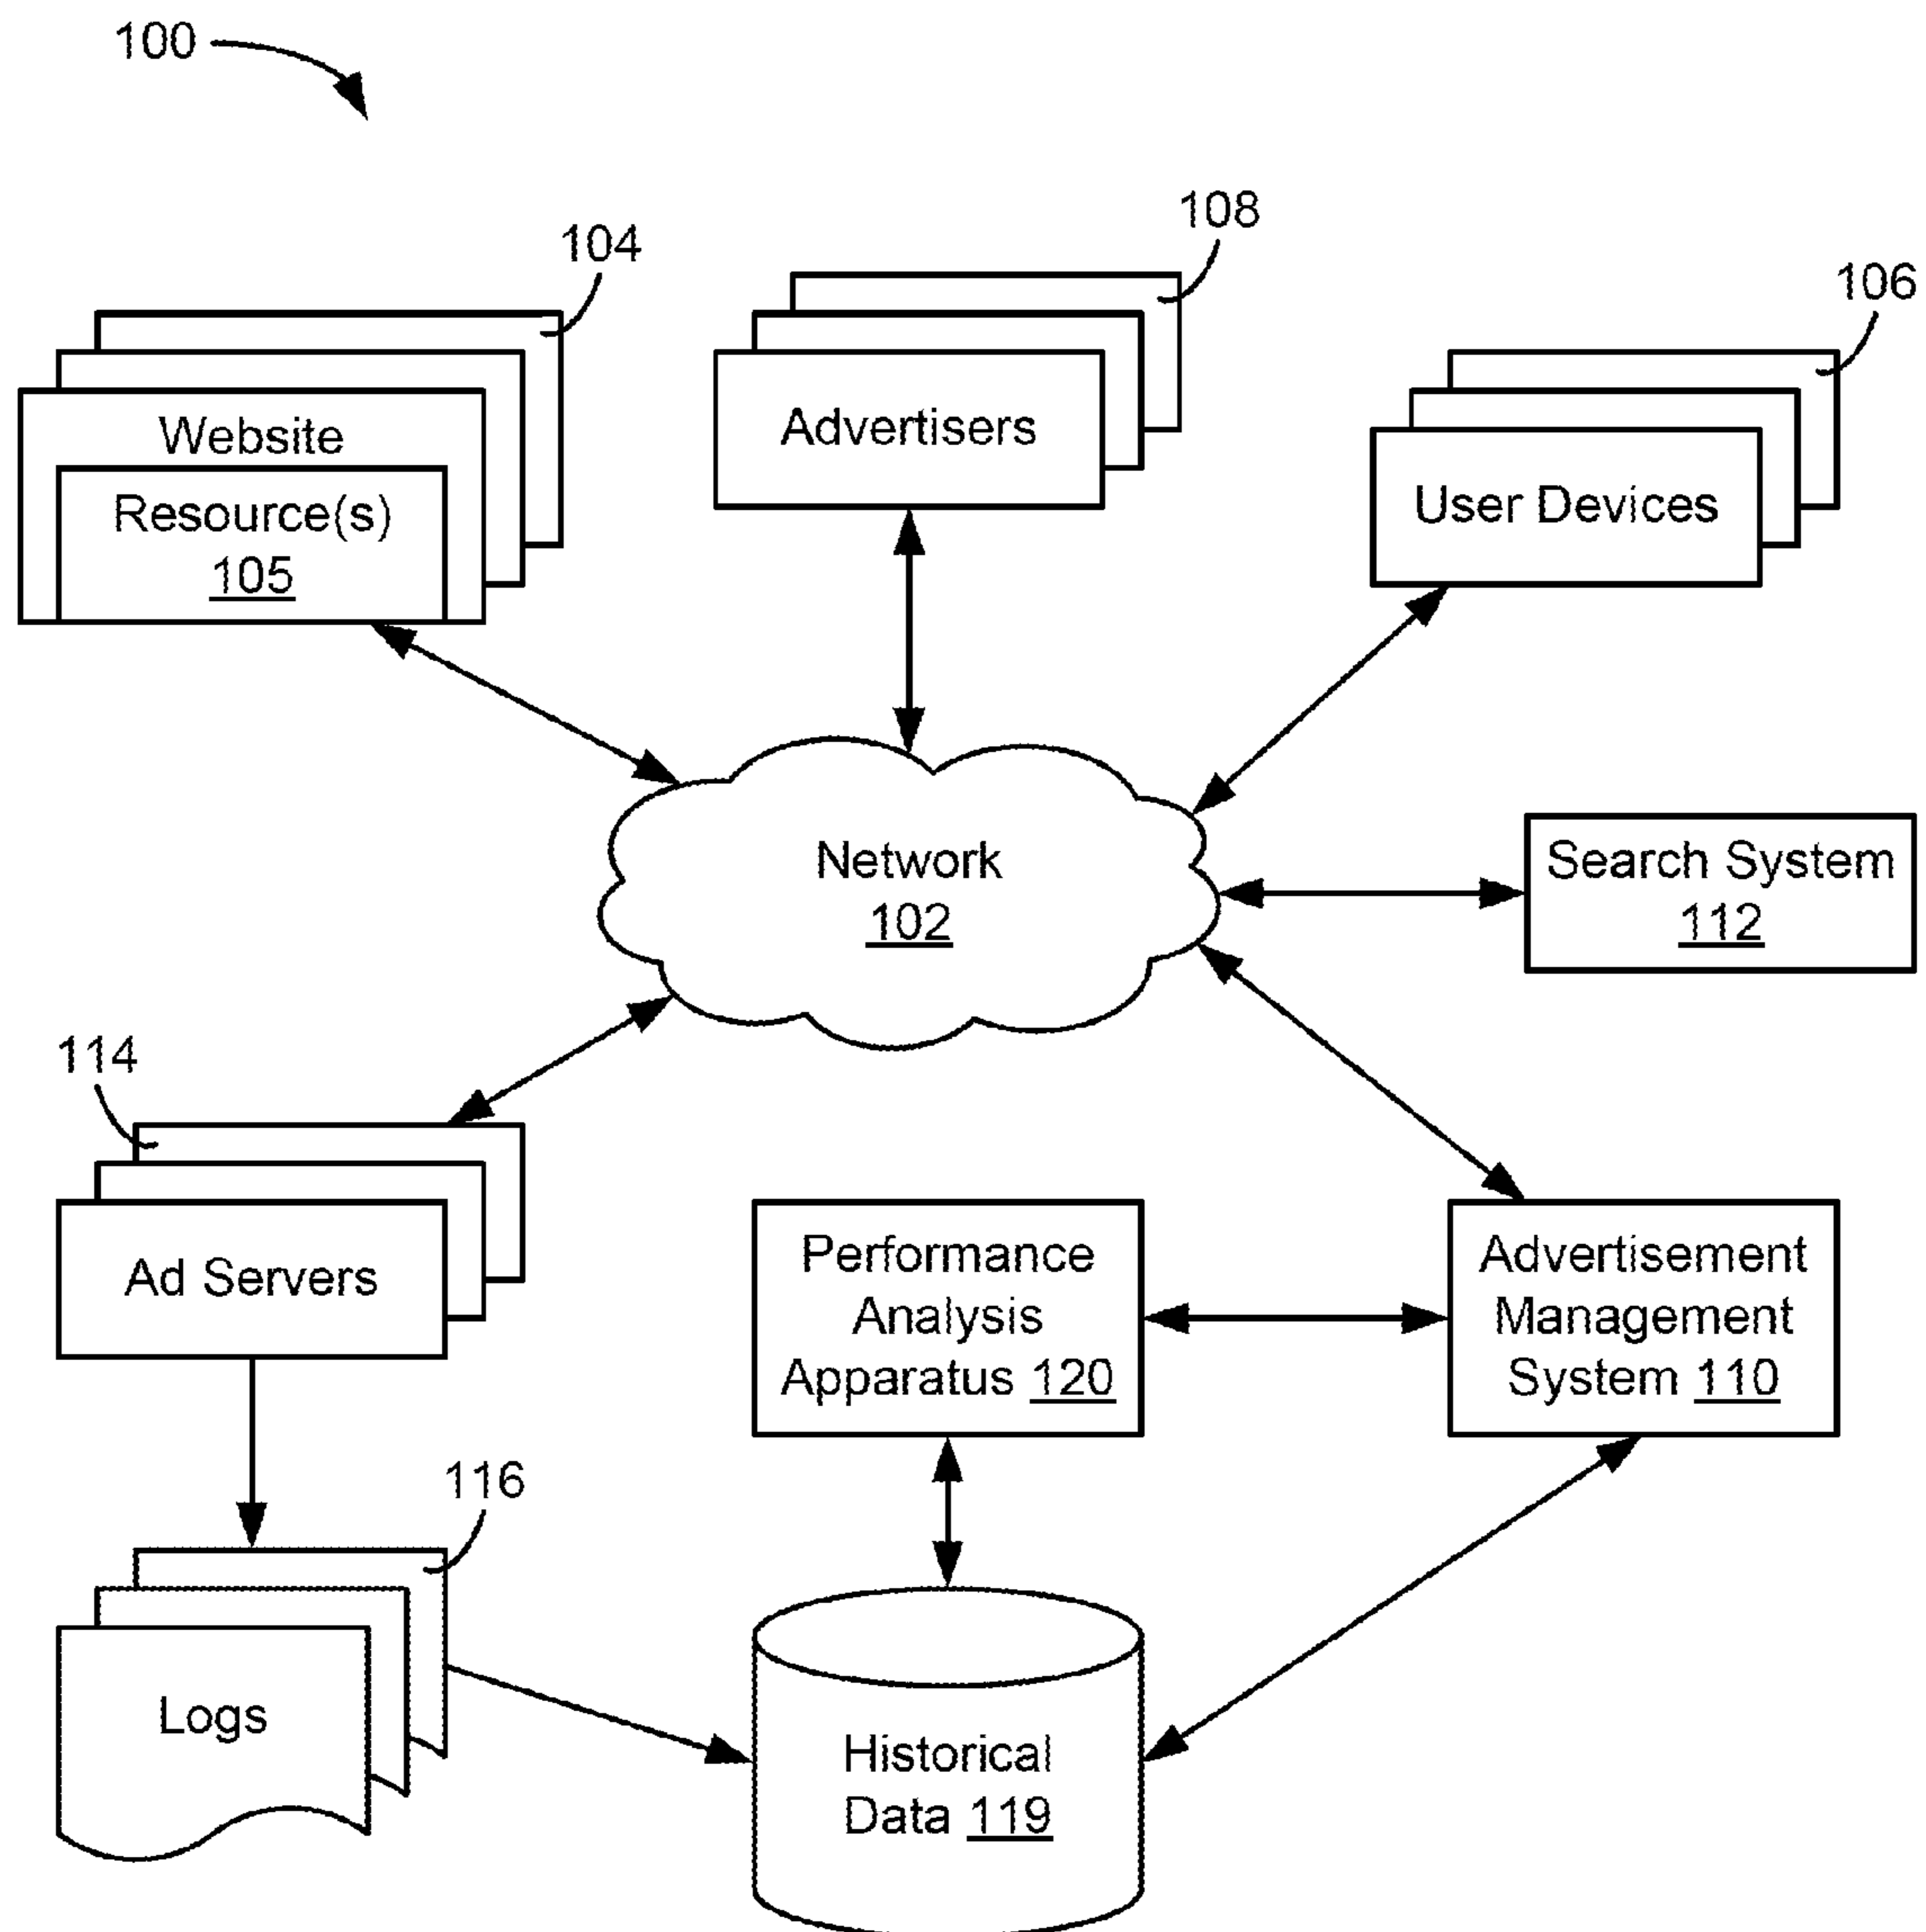 100
108
104
106
Website
Resource(s)
105
Advertisers
User Devices
Network
102
Search System
112
114
Ad Servers
Performance
Analysis
Apparatus 120
Advertisement
Management
System 110
116
Logs
Historical
Data 119